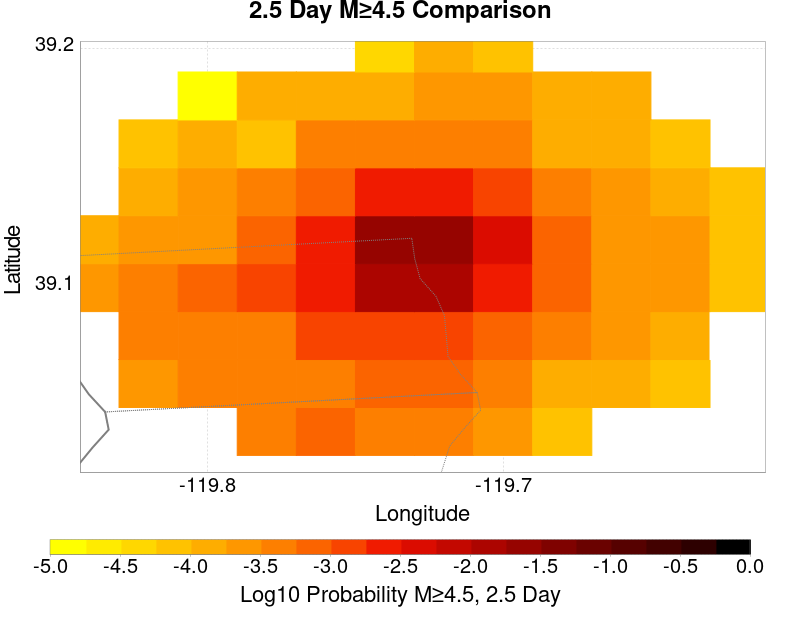 2.5 Day M≥4.5 Comparison
39.2
39.1
Latitude
-119.8 -119.7
Longitude
-5.0 -4.5 -4.0 -3.5 -3.0 -2.5 -2.0 -1.5 -1.0 -0.5 0.0
Log10 Probability M≥4.5, 2.5 Day